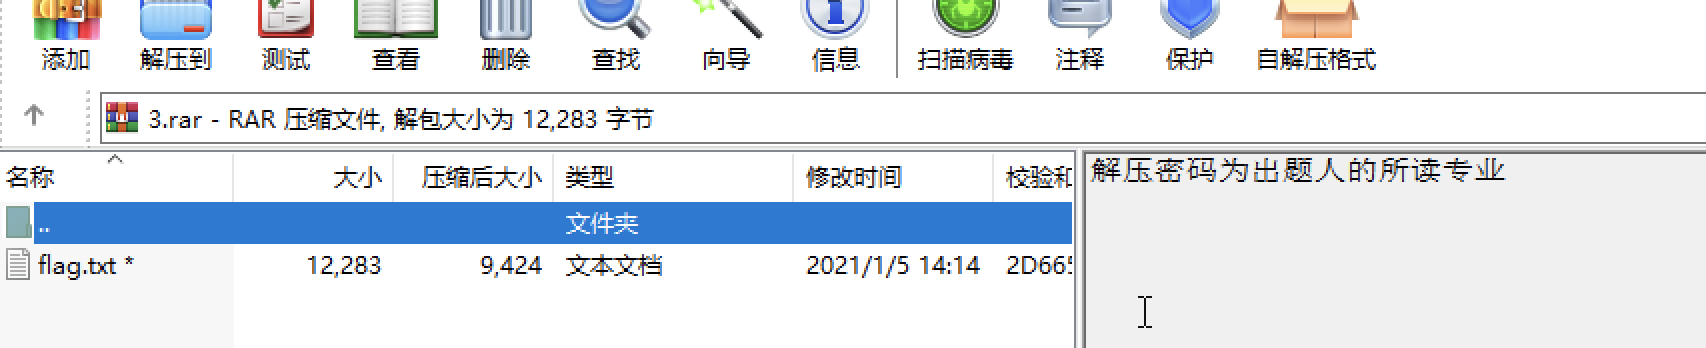 添加 解压到 测试 查看 删除 查找 向导 信息 扫描病毒 注释 保护 自解压格式
3.rar - RAR 压缩文件, 解包大小为 12,283 字节
名称 大小 压缩后大小 类型 修改时间 校验和
.. 文件夹
flag.txt * 12,283 9,424 文本文档 2021/1/5 14:14 2D665
解压密码为出题人的所读专业